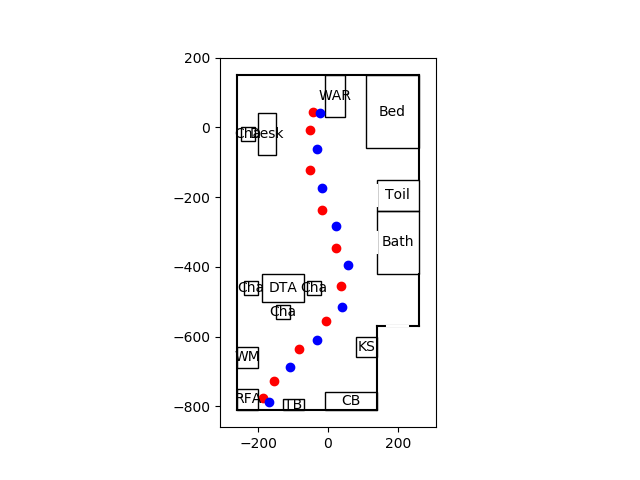 200
WAR
Bed
0
Cha Desk
Toil
−200
Bath
−400
Cha DTA Cha
Cha
−600
KS
WM
RFA
TB
CB
−800
−200 0 200